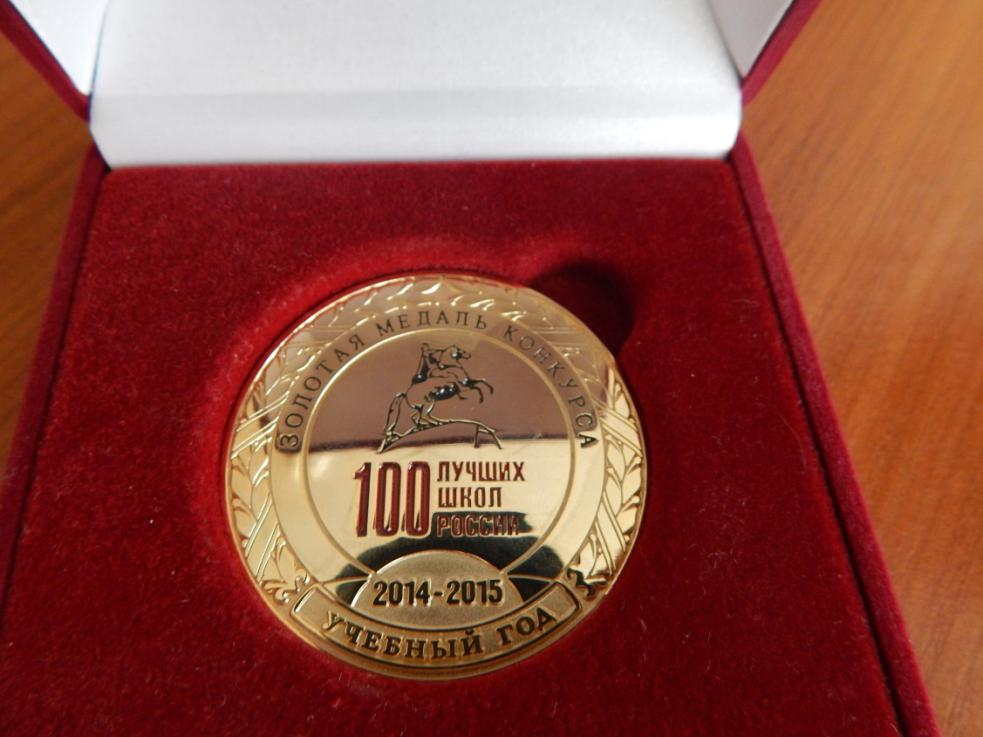 ЗОЛОТАЯ МЕДАЛЬ КОНКУРСА
100 ЛУЧШИХ
ШКОЛ
РОССИИ
2014-2015
УЧЕБНЫЙ ГОД